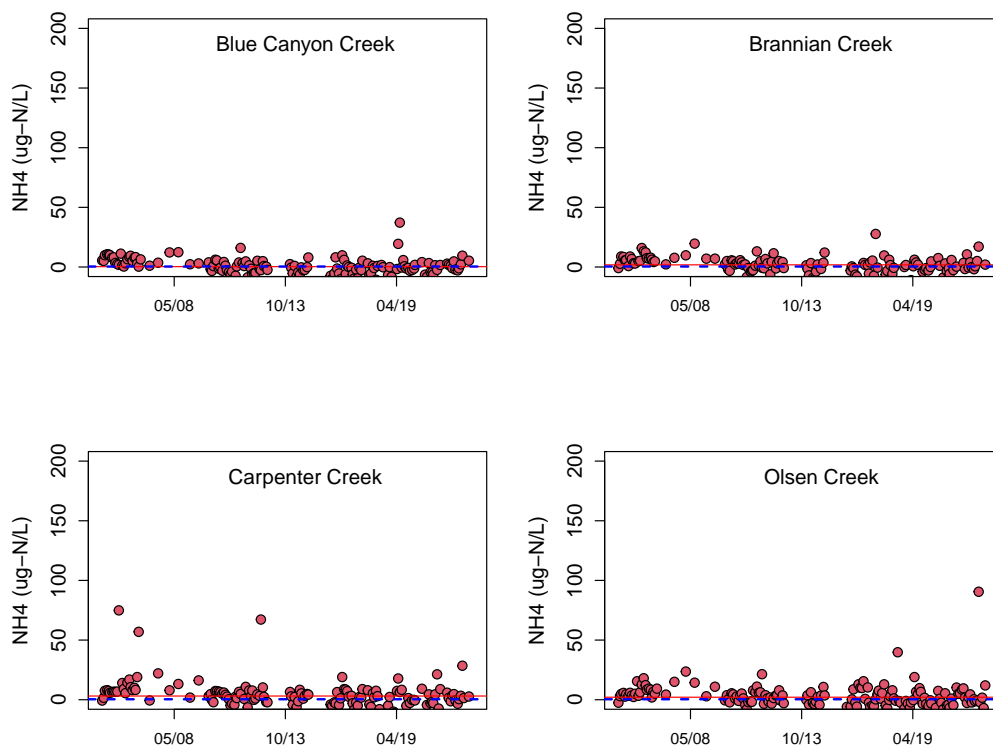 Blue Canyon Creek
NH4 (ug−N/L)
200
150
100
50
0
05/08 10/13 04/19
Brannian Creek
NH4 (ug−N/L)
200
150
100
50
0
05/08 10/13 04/19
Carpenter Creek
NH4 (ug−N/L)
200
150
100
50
0
05/08 10/13 04/19
Olsen Creek
NH4 (ug−N/L)
200
150
100
50
0
05/08 10/13 04/19